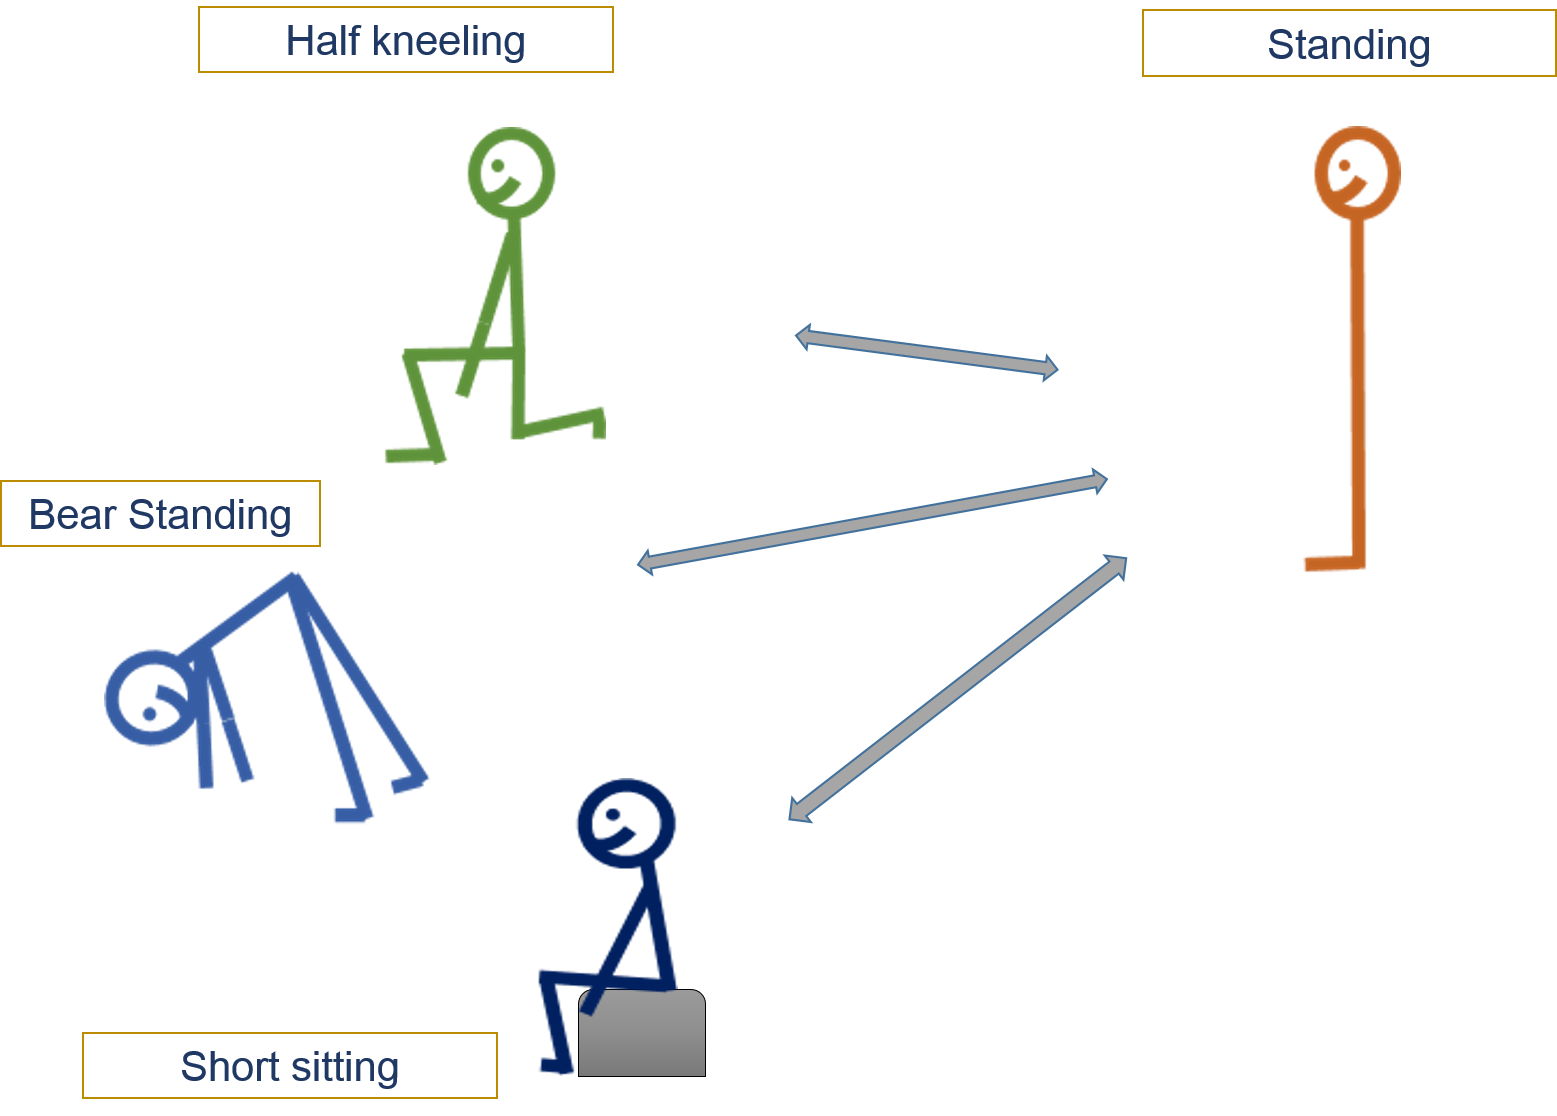 Half kneeling
Standing
Bear Standing
Short sitting